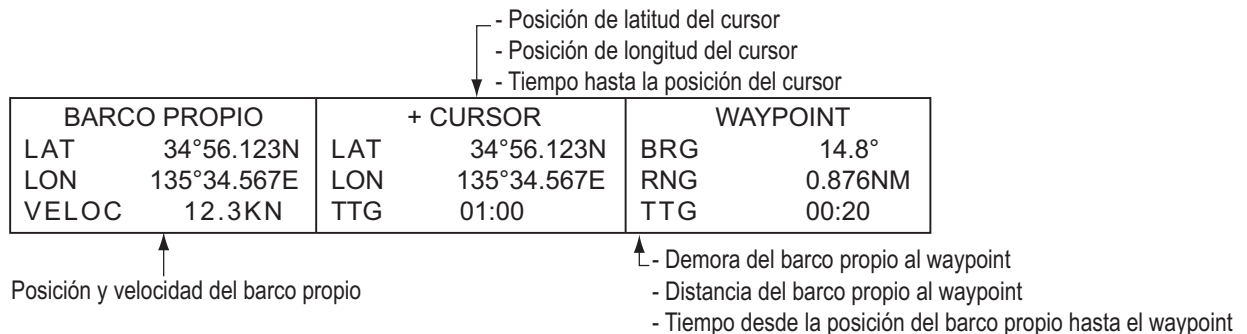 - Posición de latitud del cursor
- Posición de longitud del cursor
- Tiempo hasta la posición del cursor
BARCO PROPIO + CURSOR WAYPOINT
LAT 34°56.123N LAT 34°56.123N BRG 14.8°
LON 135°34.567E LON 135°34.567E RNG 0.876NM
VELOC 12.3KN TTG 01:00 TTG 00:20
Posición y velocidad del barco propio
- Demora del barco propio al waypoint
- Distancia del barco propio al waypoint
- Tiempo desde la posición del barco propio hasta el waypoint